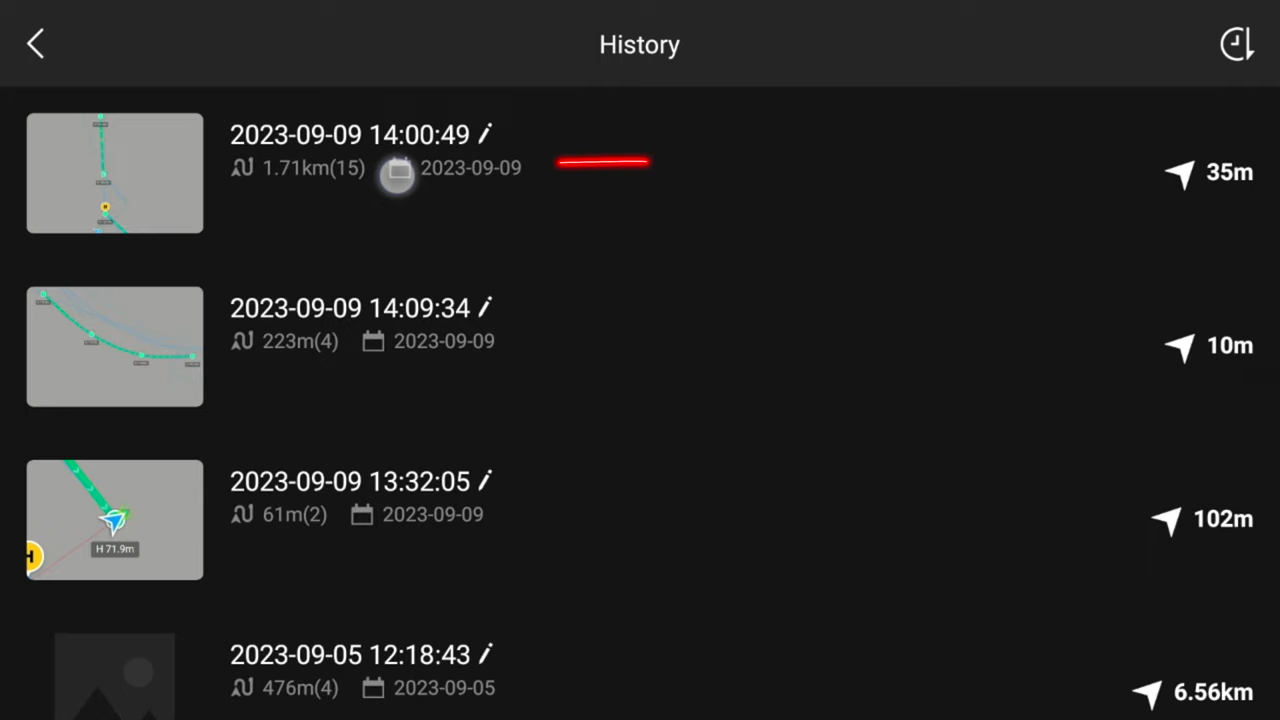 History
2023-09-09 14:00:49
1.71km(15) 2023-09-09
35m
2023-09-09 14:09:34
223m(4) 2023-09-09
10m
2023-09-09 13:32:05
61m(2) 2023-09-09
102m
H
H 71.9m
2023-09-05 12:18:43
476m(4) 2023-09-05
6.56km